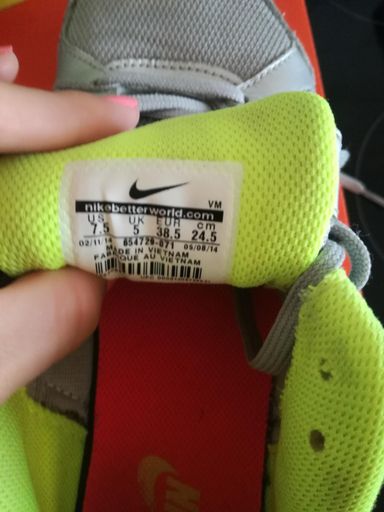 VM
nikebetterworld.com
US UK EUR cm
7.5 5 38.5 24.5
02/11/14 654729-071 05/08/14
MADE IN VIETNAM
FABRIQUE AU VIETNAM
NIKE